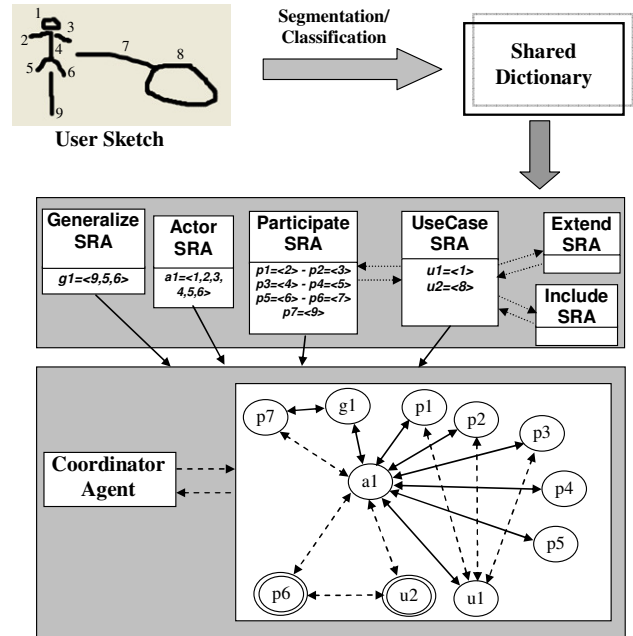 1
2 3
4
5 6
7
8
9
User Sketch
Segmentation/
Classification
Shared
Dictionary
Generalize
SRA
g1=<9,5,6>
Actor
SRA
a1=<1,2,3,
4,5,6>
Participate
SRA
p1=<2> - p2=<3>
p3=<4> - p4=<5>
p5=<6> - p6=<7>
p7=<9>
UseCase
SRA
u1=<1>
u2=<8>
Extend
SRA
Include
SRA
Coordinator
Agent
p7
g1
p1
p2
p3
a1
p4
p5
p6
u2
u1